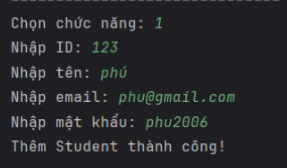 Chọn chức năng: 1
Nhập ID: 123
Nhập tên: phú
Nhập email: phu@gmail.com
Nhập mật khẩu: phu2006
Thêm Student thành công!